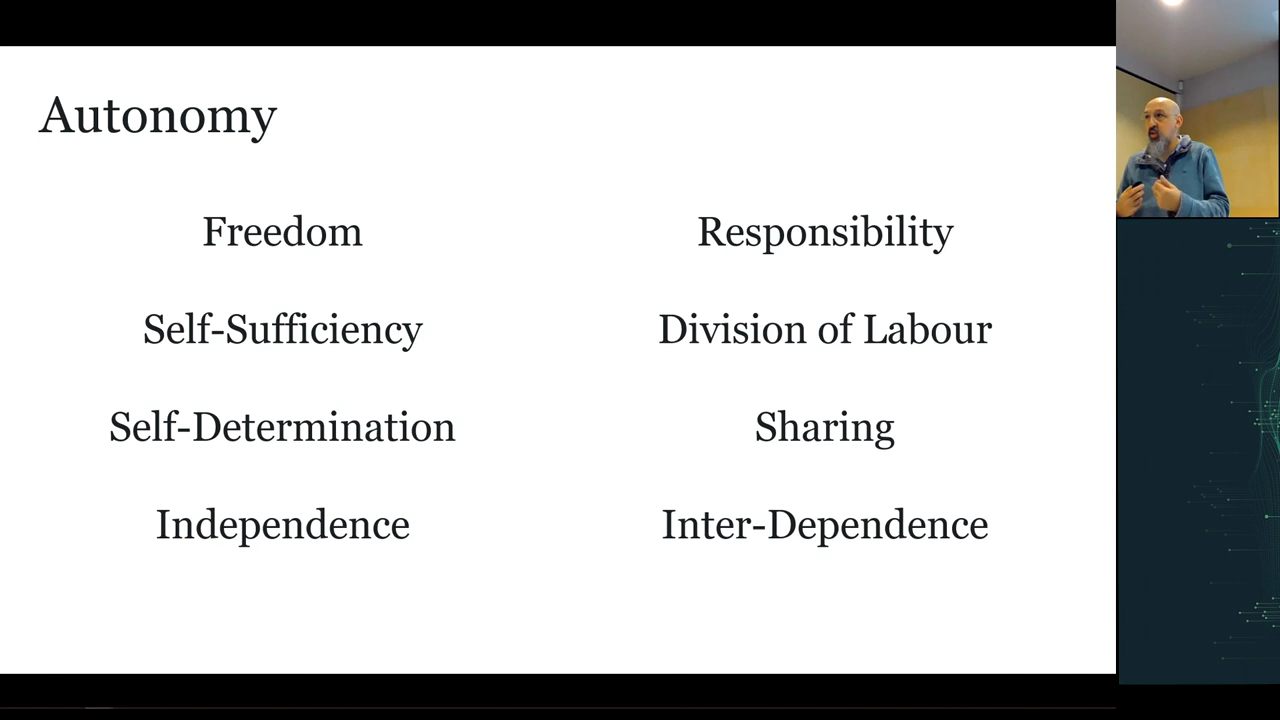 Autonomy
Freedom
Responsibility
Self-Sufficiency
Division of Labour
Self-Determination
Sharing
Independence
Inter-Dependence